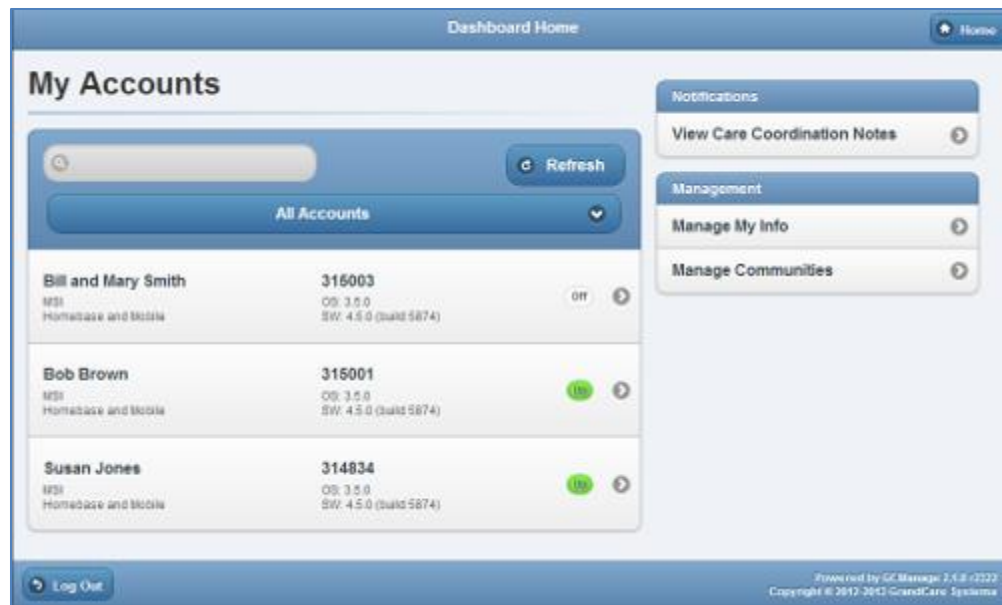 Dashboard Home
Home
My Accounts
Refresh
All Accounts
Bill and Mary Smith
315003
MSI
OS: 3.5.0
Off
Homebase and Mobile
SW: 4.5.0 (build 5874)
Bob Brown
315001
MSI
OS: 3.5.0
Up
Homebase and Mobile
SW: 4.5.0 (build 5874)
Susan Jones
314834
MSI
OS: 3.5.0
Up
Homebase and Mobile
SW: 4.5.0 (build 5874)
Notifications
View Care Coordination Notes
Management
Manage My Info
Manage Communities
Log Out
Powered by GCManage
Copyright © 2012-2013 GrandCare Systems